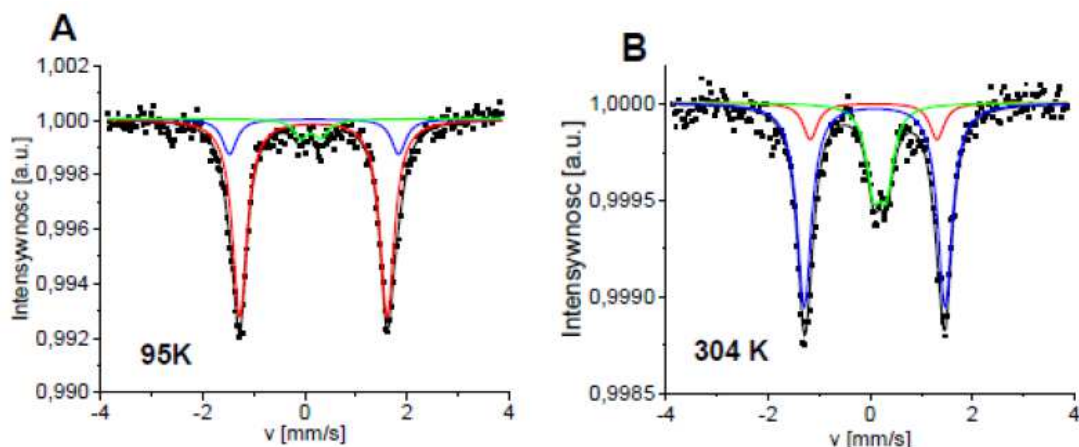 A
1,002
1,000
0,998
0,996
0,994
0,992
0,990
Intensywnosc [a.u.]
95K
-4 -2 0 2 4
v [mm/s]
B
1,0000
0,9995
0,9990
0,9985
Intensywnosc [a.u.]
304 K
-4 -2 0 2 4
v [mm/s]